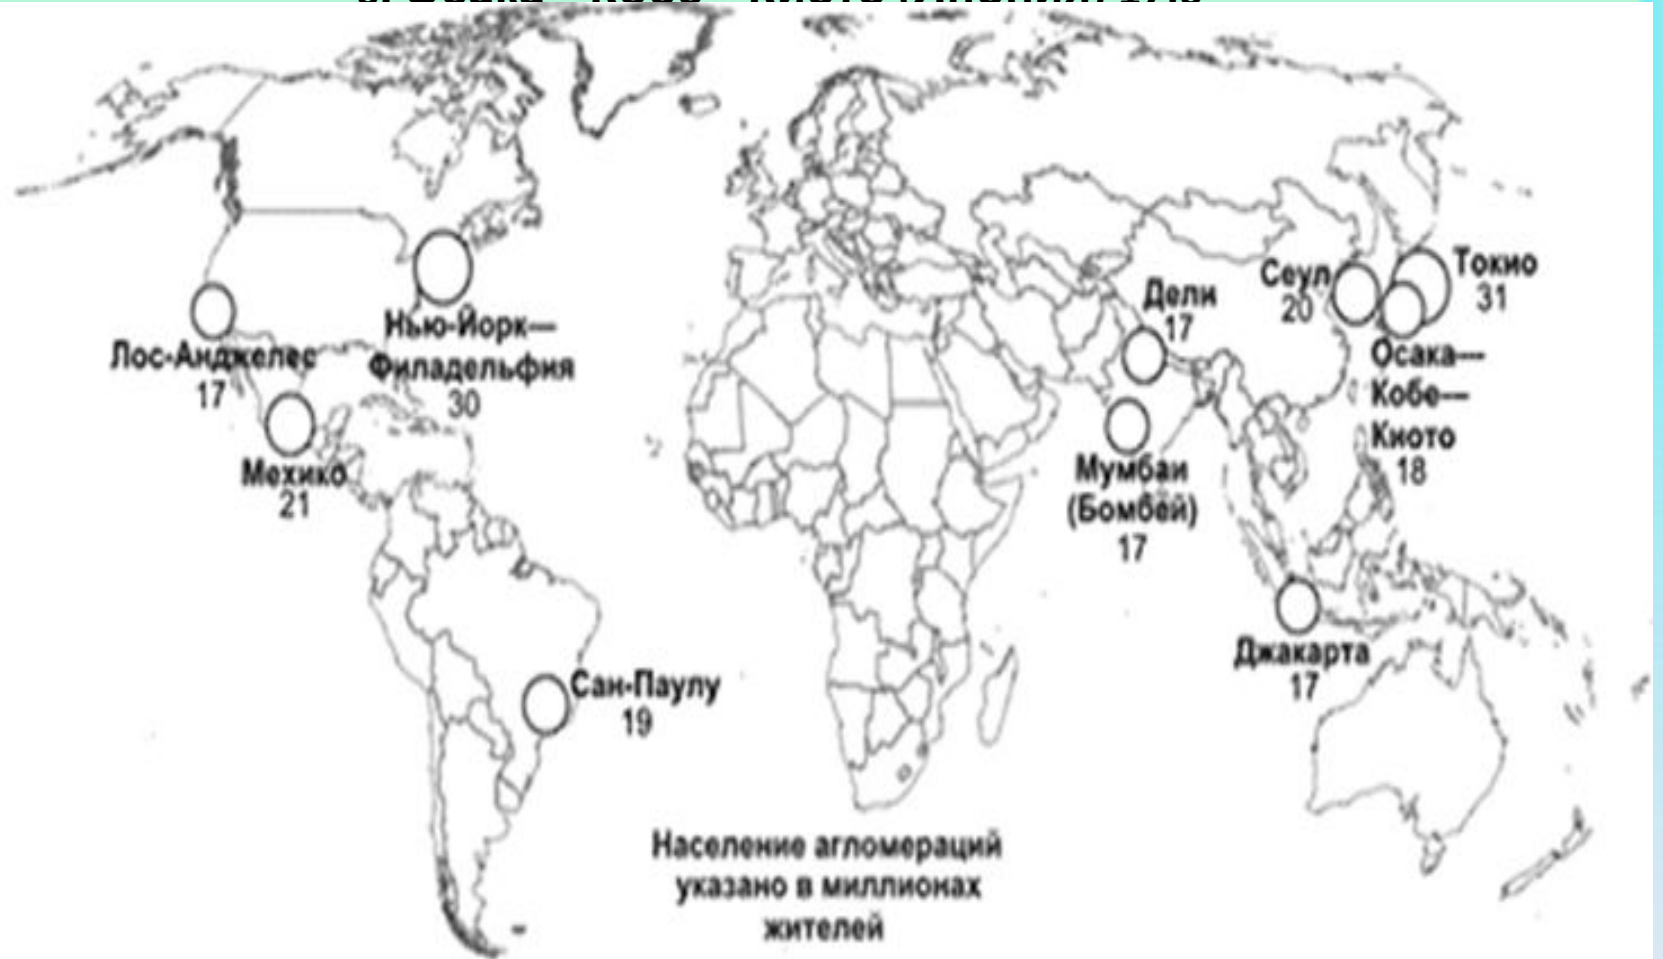 Токио
31
Сеул
20
Дели
17
Нью-Йорк—
Филадельфия
30
Лос-Анджелес
17
Осака—
Кобе—
Киото
18
Мехико
21
Мумбаи
(Бомбей)
17
Джакарта
17
Сан-Паулу
19
Население агломераций
указано в миллионах
жителей